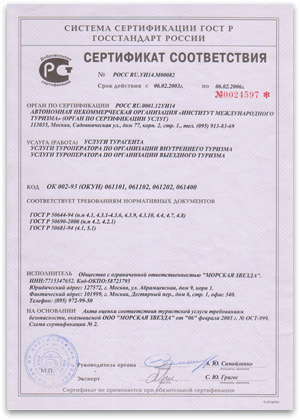 СИСТЕМА СЕРТИФИКАЦИИ ГОСТ Р
ГОССТАНДАРТ РОССИИ
СЕРТИФИКАТ СООТВЕТСТВИЯ
№ РОСС RU.УИ14.М00082
Срок действия с 06.02.2003г. по 06.02.2006г.
№0024597 *
ОРГАН ПО СЕРТИФИКАЦИИ РОСС RU.0001.12УИ14
АВТОНОМНАЯ НЕКОММЕРЧЕСКАЯ ОРГАНИЗАЦИЯ «ИНСТИТУТ МЕЖДУНАРОДНОГО
ТУРИЗМА» (ОРГАН ПО СЕРТИФИКАЦИИ УСЛУГ)
113035, Москва, Садовническая ул., дом 77, корп. 2, стр. 1, тел. (095) 913-83-69
УСЛУГА (РАБОТА) УСЛУГИ ТУРАГЕНТА
УСЛУГИ ТУРОПЕРАТОРА ПО ОРГАНИЗАЦИИ ВНУТРЕННЕГО ТУРИЗМА
УСЛУГИ ТУРОПЕРАТОРА ПО ОРГАНИЗАЦИИ ВЫЕЗДНОГО ТУРИЗМА
КОД ОК 002-93 (ОКУН) 061101, 061102, 061202, 061400
СООТВЕТСТВУЕТ ТРЕБОВАНИЯМ НОРМАТИВНЫХ ДОКУМЕНТОВ
ГОСТ Р 50644-94 (п.п 4.1, 4.3.1-4.3.6, 4.3.9, 4.3.10, 4.4, 4.7, 4.8)
ГОСТ Р 50690-2000 (п.п 4.2, 2.1)
ГОСТ Р 50681-94 (4.1, 5.1)
ИСПОЛНИТЕЛЬ Общество с ограниченной ответственностью "МОРСКАЯ ЗВЕЗДА".
ИНН:7715347652. Код-ОКПО:58723795
Юридический адрес: 127572, г. Москва, ул. Абрамцевская, дом 9, корп 1.
Фактический адрес: 101999, г. Москва, Дегтярный пер., дом 6, стр. 1, офис 340.
Телефон: (095) 972-99-50
НА ОСНОВАНИИ Акта оценки соответствия туристской услуги требованиям
безопасности, оказываемой ООО "МОРСКАЯ ЗВЕЗДА" от "06" февраля 2003 г. № ОСТ-999.
Схема сертификации № 2.
М.П.
Руководитель органа А. Ю. Самойленко
Эксперт С. Ю. Григос
Сертификат не применяется при обязательной сертификации